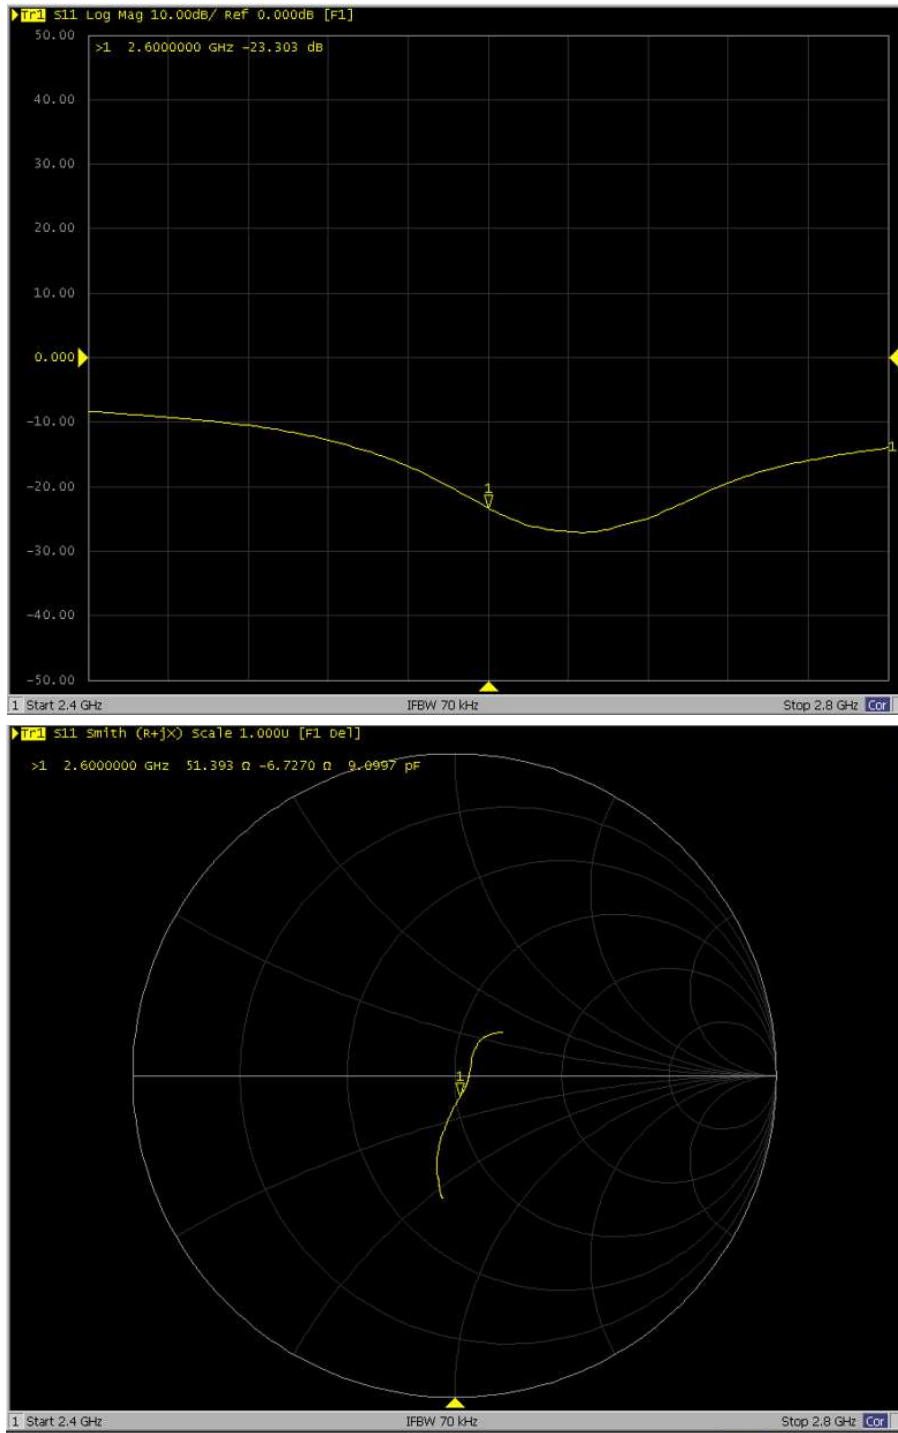 Tr1 S11 Log Mag 10.00dB/ Ref 0.000dB [F1]
50.00
>1 2.6000000 GHz -23.303 dB
40.00
30.00
20.00
10.00
0.000
-10.00
1
-20.00
1
-30.00
-40.00
-50.00
1 Start 2.4 GHz IFBW 70 kHz Stop 2.8 GHz Cor
Tr1 S11 Smith (R+jX) Scale 1.000U [F1 Del]
>1 2.6000000 GHz 51.393 Ω -6.7270 Ω 9.0997 pF
1
1 Start 2.4 GHz IFBW 70 kHz Stop 2.8 GHz Cor